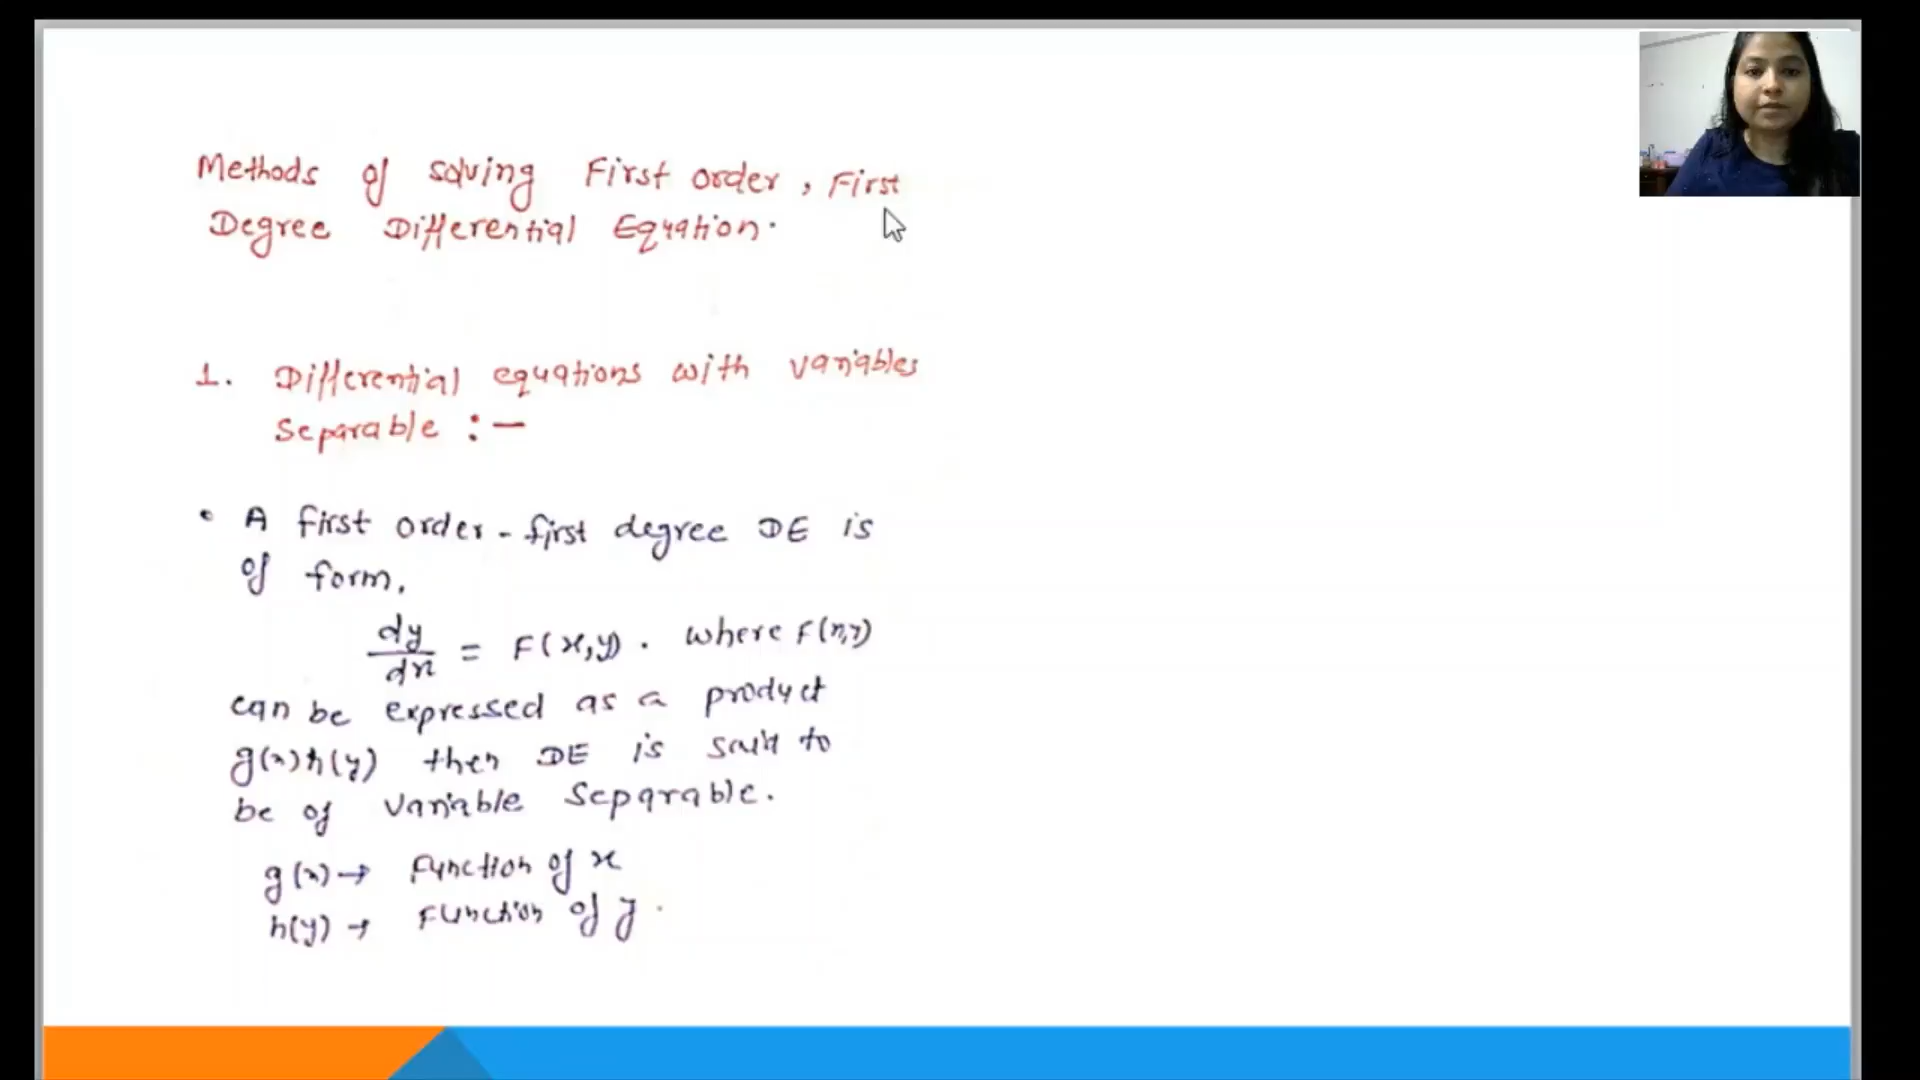 Methods of solving First order, First
Degree Differential Equation.
1. Differential equations with variables
Separable :-
• A first order-first degree DE is
of form,
dy/dx = F(x,y). where F(x,y)
can be expressed as a product
g(x)h(y) then DE is said to
be of variable separable.
g(x)→ Function of x
h(y)→ Function of y.